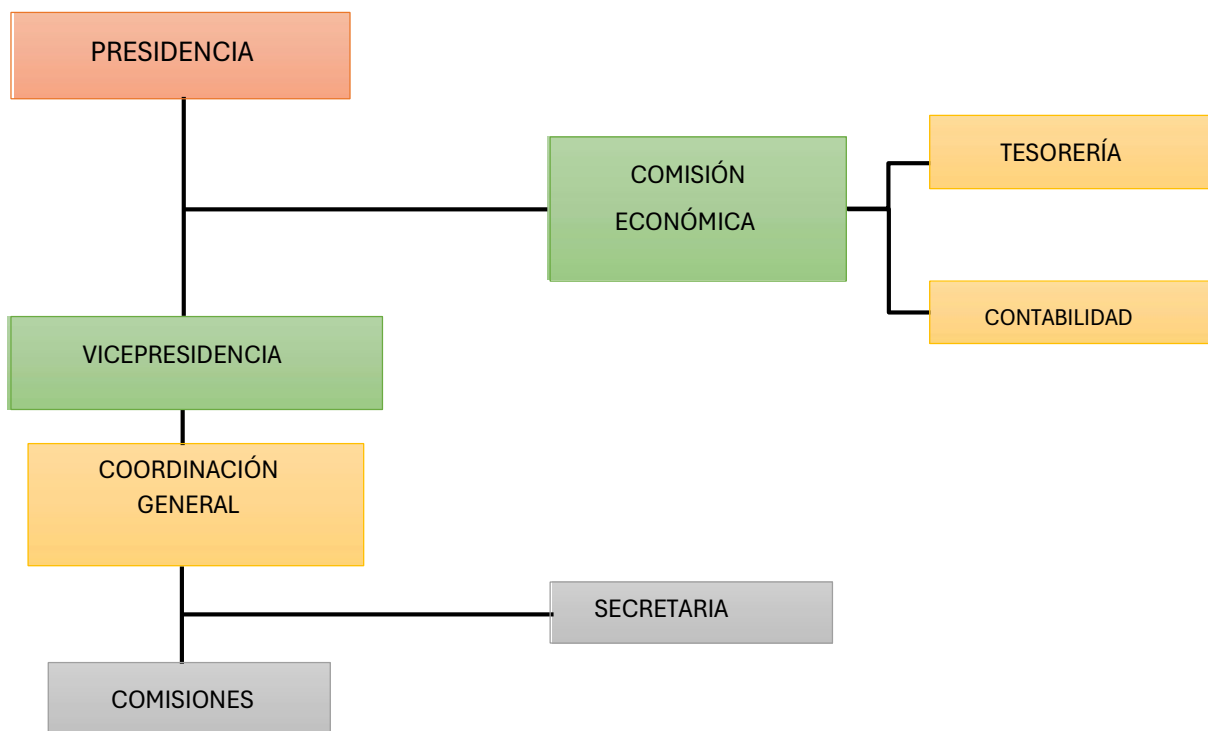 PRESIDENCIA
TESORERÍA
COMISIÓN
ECONÓMICA
CONTABILIDAD
VICEPRESIDENCIA
COORDINACIÓN
GENERAL
SECRETARIA
COMISIONES